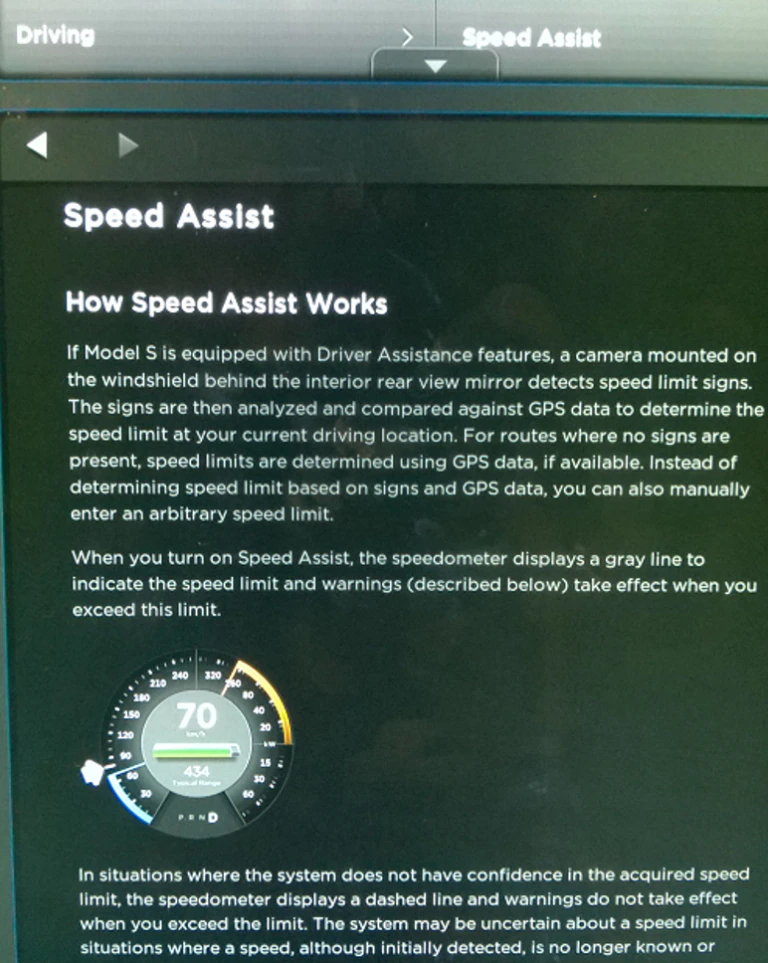 Driving > Speed Assist
Speed Assist
How Speed Assist Works
If Model S is equipped with Driver Assistance features, a camera mounted on
the windshield behind the interior rear view mirror detects speed limit signs.
The signs are then analyzed and compared against GPS data to determine the
speed limit at your current driving location. For routes where no signs are
present, speed limits are determined using GPS data, if available. Instead of
determining speed limit based on signs and GPS data, you can also manually
enter an arbitrary speed limit.
When you turn on Speed Assist, the speedometer displays a gray line to
indicate the speed limit and warnings (described below) take effect when you
exceed this limit.
210 240 320 160
180 80
150 70 40
km/h 20
120 kW
90 434 15
60 Typical Range 30
30 60
P R N D
In situations where the system does not have confidence in the acquired speed
limit, the speedometer displays a dashed line and warnings do not take effect
when you exceed the limit. The system may be uncertain about a speed limit in
situations where a speed, although initially detected, is no longer known or